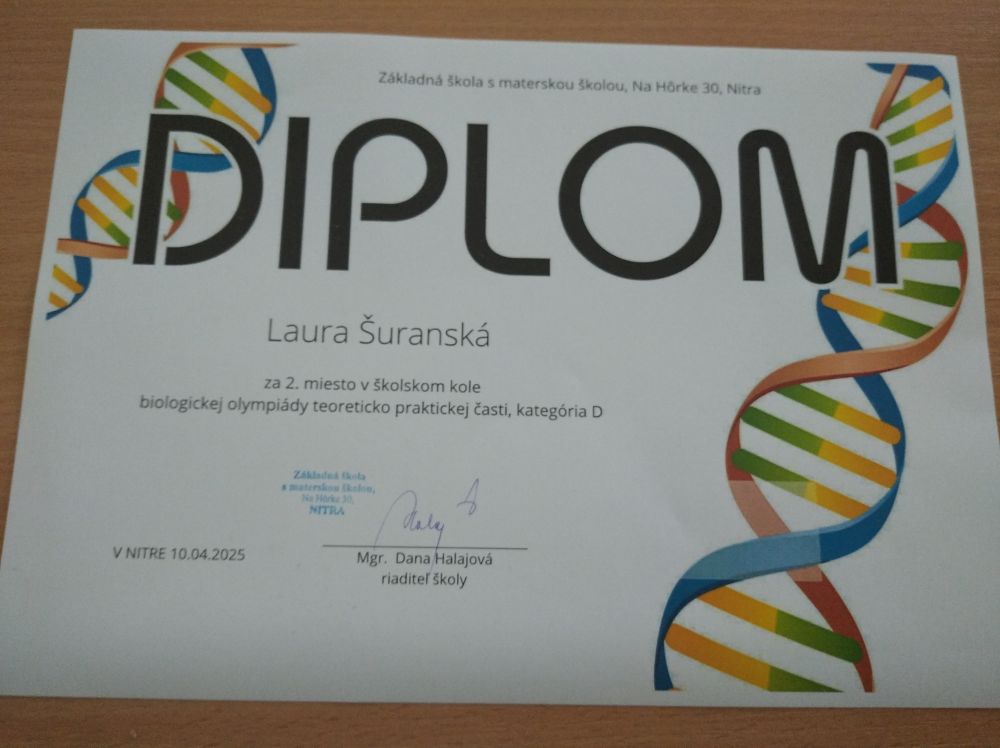 Základná škola s materskou školou, Na Hôrke 30, Nitra
DIPLOM
Laura Šuranská
za 2. miesto v školskom kole
biologickej olympiády teoreticko praktickej časti, kategória D
Základná škola
s materskou školou,
Na Hôrke 30,
NITRA
V NITRE 10.04.2025
Mgr. Dana Halajová
riaditeľ školy